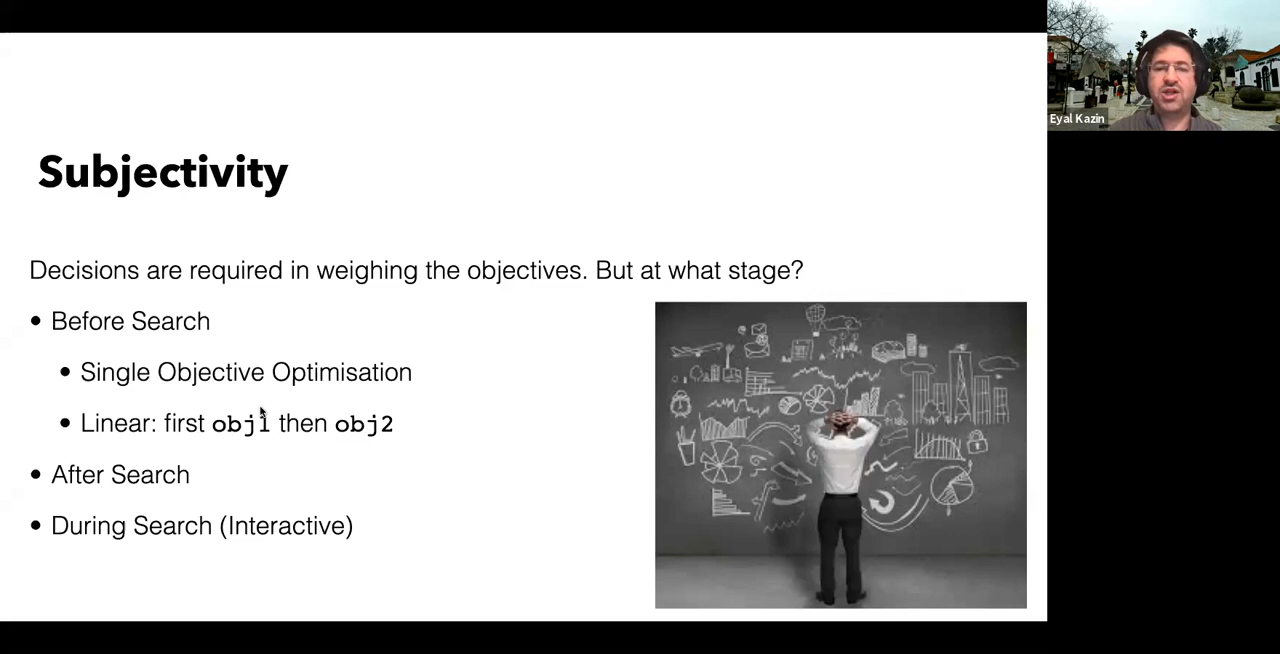 Subjectivity
Decisions are required in weighing the objectives. But at what stage?
• Before Search
• Single Objective Optimisation
• Linear: first obj1 then obj2
• After Search
• During Search (Interactive)
Eyal Kazin